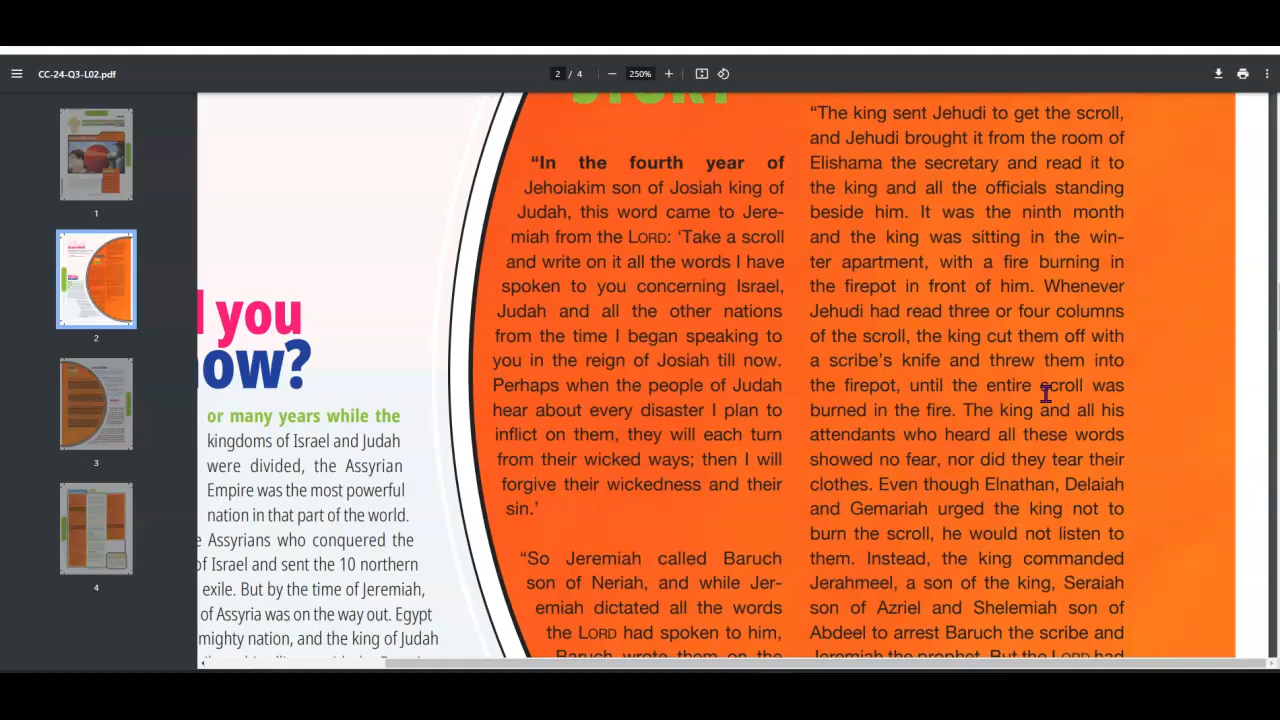 CC-24-Q3-L02.pdf
2 / 4
250%
1
2
3
4
you
now?
or many years while the
kingdoms of Israel and Judah
were divided, the Assyrian
Empire was the most powerful
nation in that part of the world.
Assyrians who conquered the
of Israel and sent the 10 northern
exile. But by the time of Jeremiah,
of Assyria was on the way out. Egypt
mighty nation, and the king of Judah
STORY
“In the fourth year of
Jehoiakim son of Josiah king of
Judah, this word came to Jere-
miah from the LORD: ‘Take a scroll
and write on it all the words I have
spoken to you concerning Israel,
Judah and all the other nations
from the time I began speaking to
you in the reign of Josiah till now.
Perhaps when the people of Judah
hear about every disaster I plan to
inflict on them, they will each turn
from their wicked ways; then I will
forgive their wickedness and their
sin.’
“So Jeremiah called Baruch
son of Neriah, and while Jer-
emiah dictated all the words
the LORD had spoken to him,
Baruch wrote them on the
“The king sent Jehudi to get the scroll,
and Jehudi brought it from the room of
Elishama the secretary and read it to
the king and all the officials standing
beside him. It was the ninth month
and the king was sitting in the win-
ter apartment, with a fire burning in
the firepot in front of him. Whenever
Jehudi had read three or four columns
of the scroll, the king cut them off with
a scribe’s knife and threw them into
the firepot, until the entire scroll was
burned in the fire. The king and all his
attendants who heard all these words
showed no fear, nor did they tear their
clothes. Even though Elnathan, Delaiah
and Gemariah urged the king not to
burn the scroll, he would not listen to
them. Instead, the king commanded
Jerahmeel, a son of the king, Seraiah
son of Azriel and Shelemiah son of
Abdeel to arrest Baruch the scribe and
Jeremiah the prophet. But the LORD had